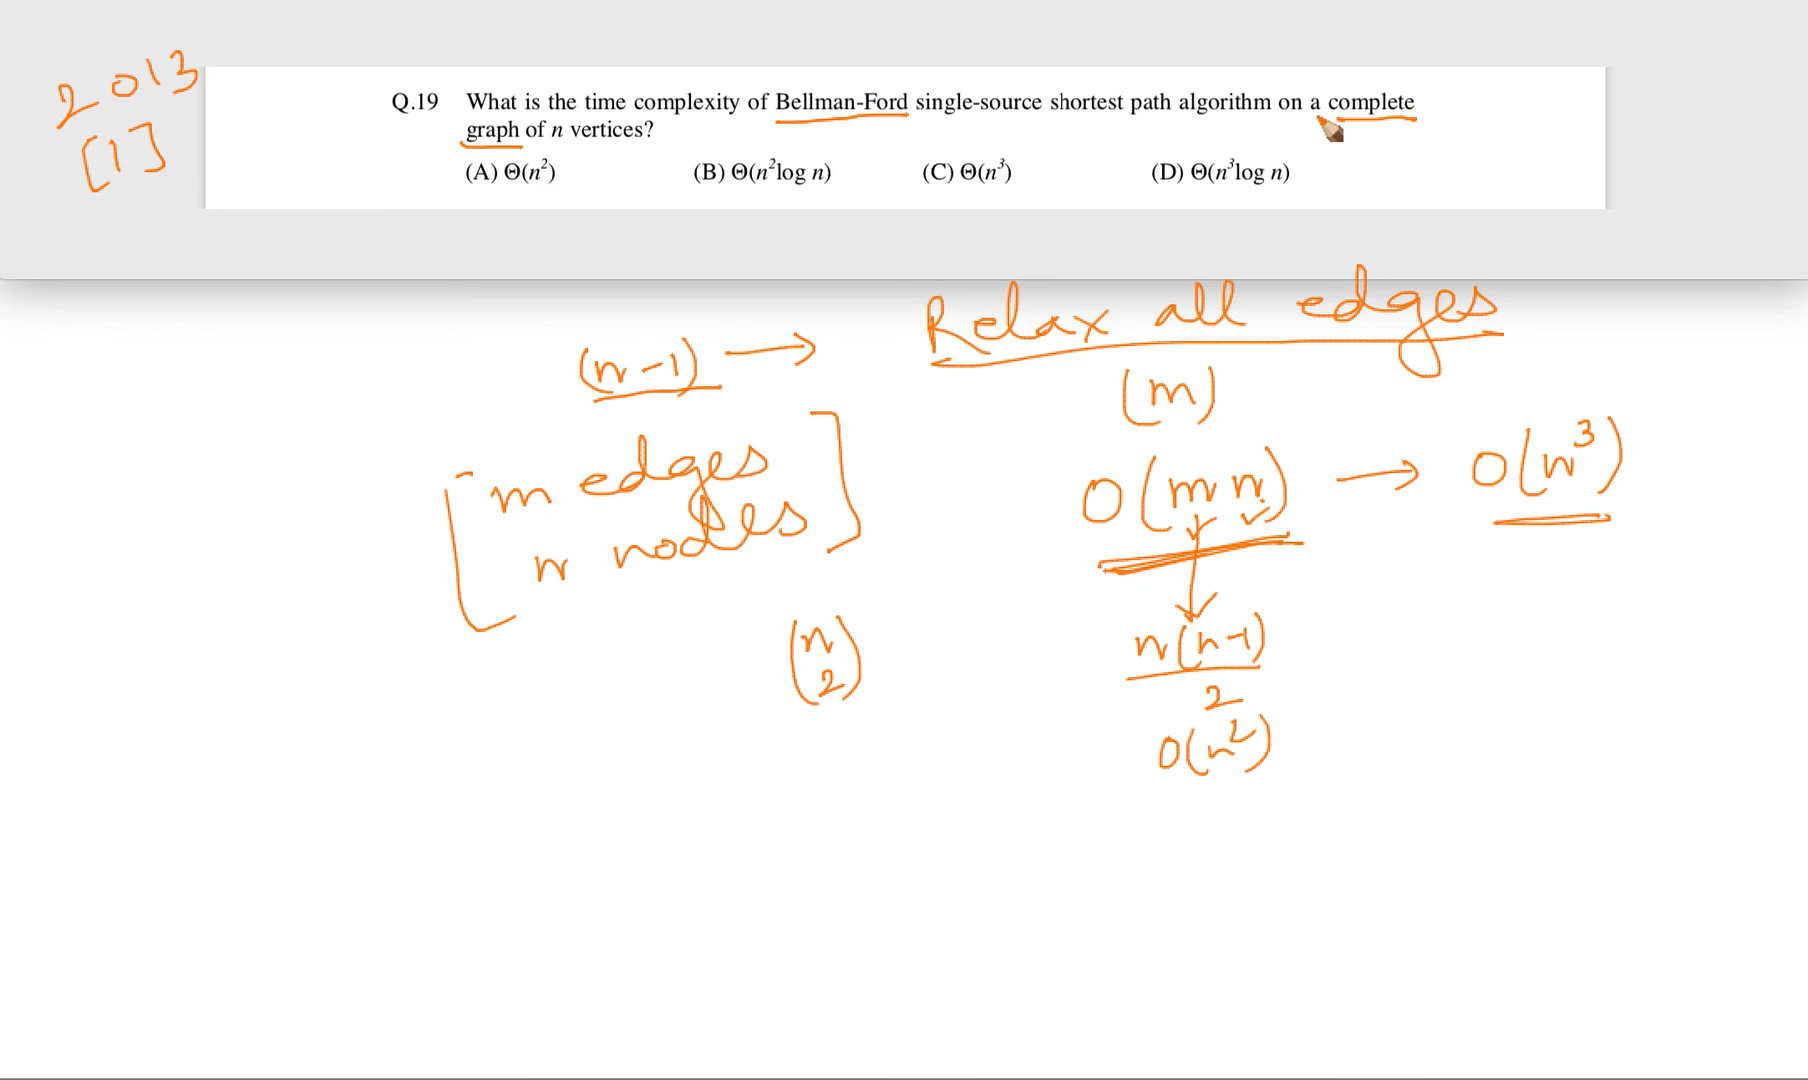 2013
[1]
Q.19 What is the time complexity of Bellman-Ford single-source shortest path algorithm on a complete
graph of n vertices?
(A) Θ(n²) (B) Θ(n²log n) (C) Θ(n³) (D) Θ(n³log n)
(n-1) → Relax all edges
(m)
m edges
n nodes
O(mn) → O(n³)
(n
2)
n(n-1)
2
O(n²)